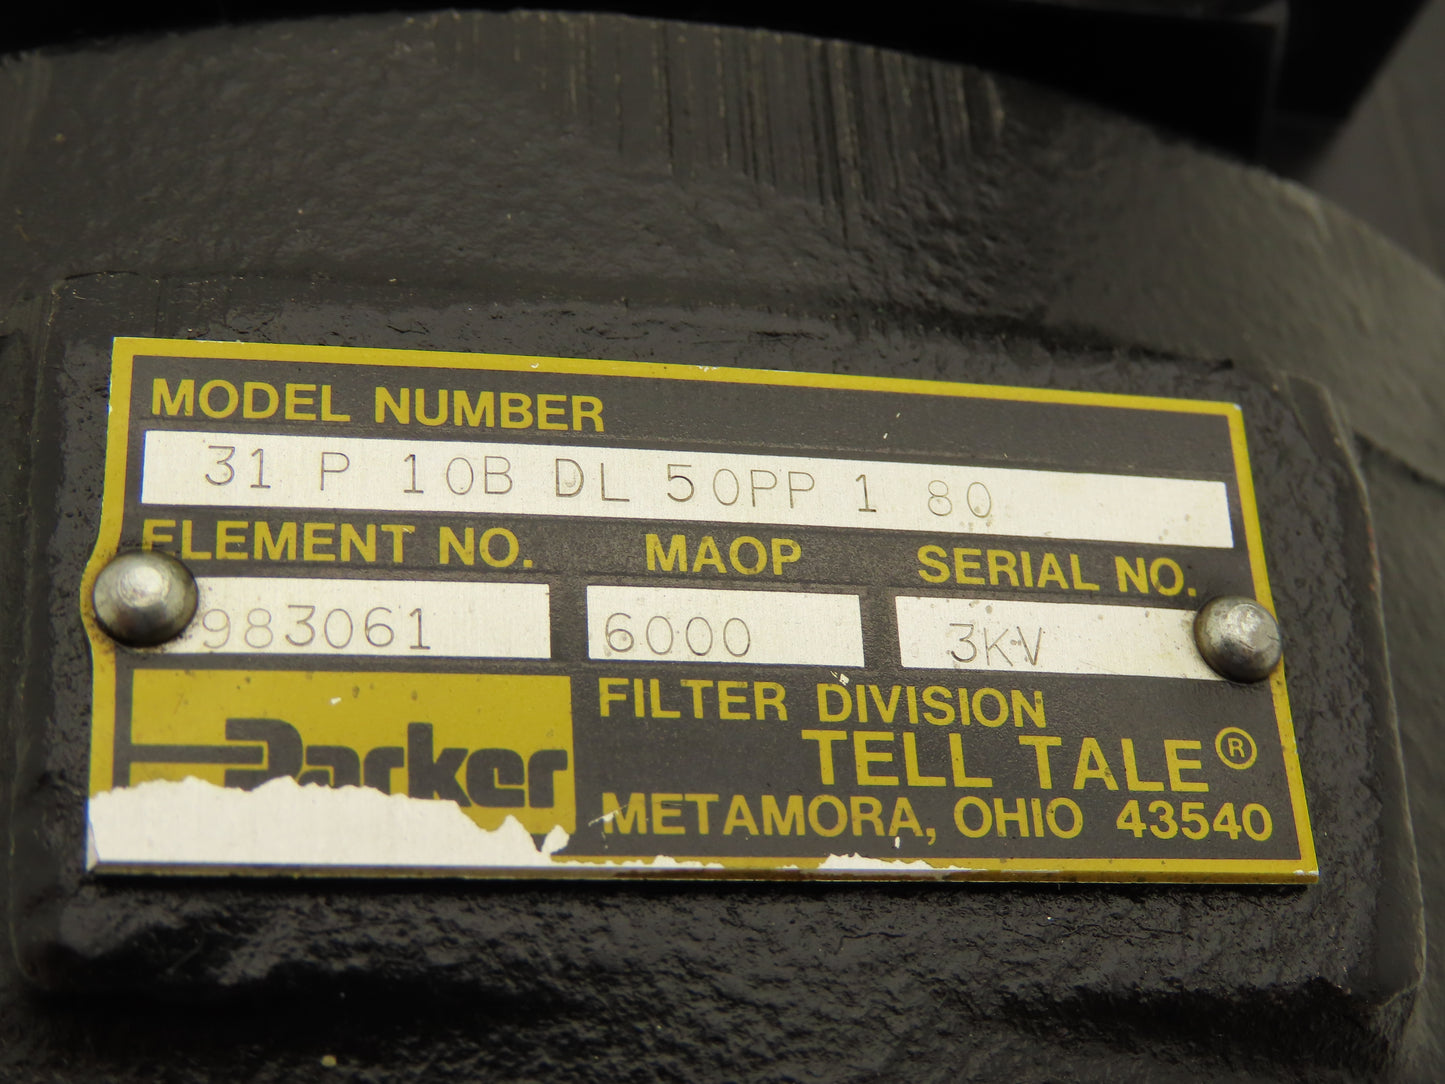 MODEL NUMBER
31 P 10B DL 50PP 1 80
ELEMENT NO. MAOP SERIAL NO.
983061 6000 3KV
Parker
FILTER DIVISION
TELL TALE®
METAMORA, OHIO 43540